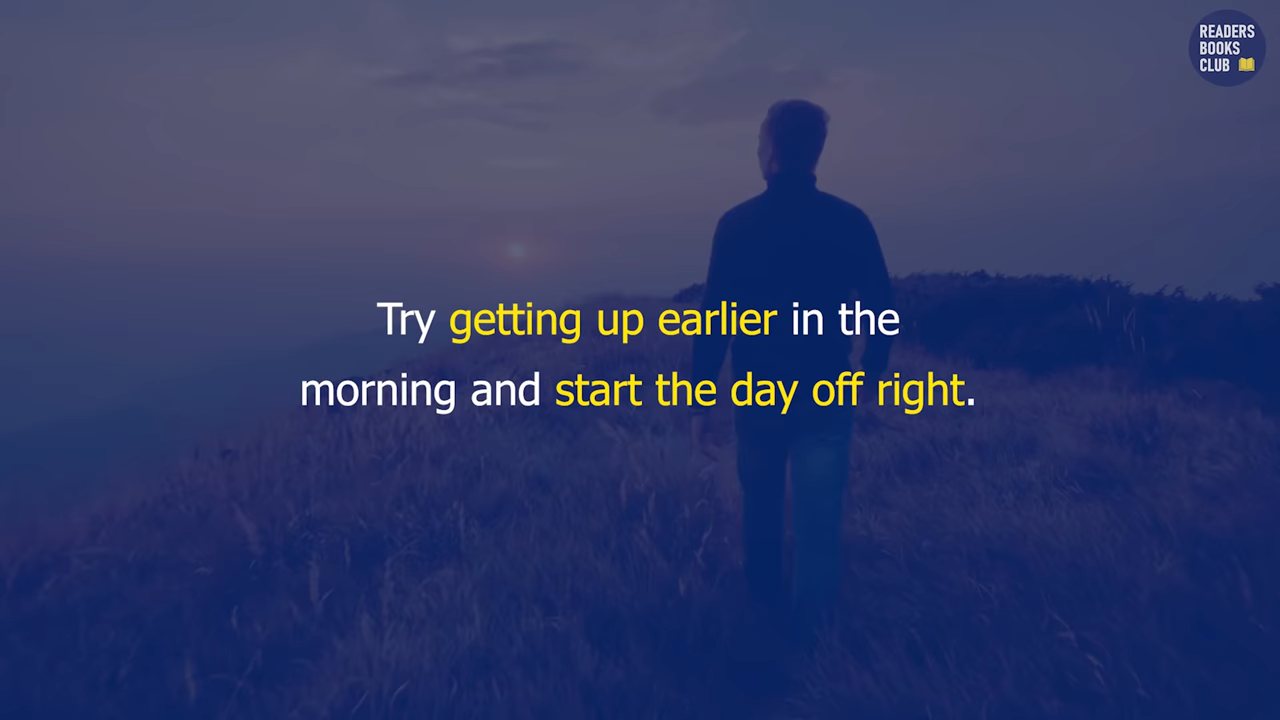 READERS
BOOKS
CLUB
Try getting up earlier in the
morning and start the day off right.